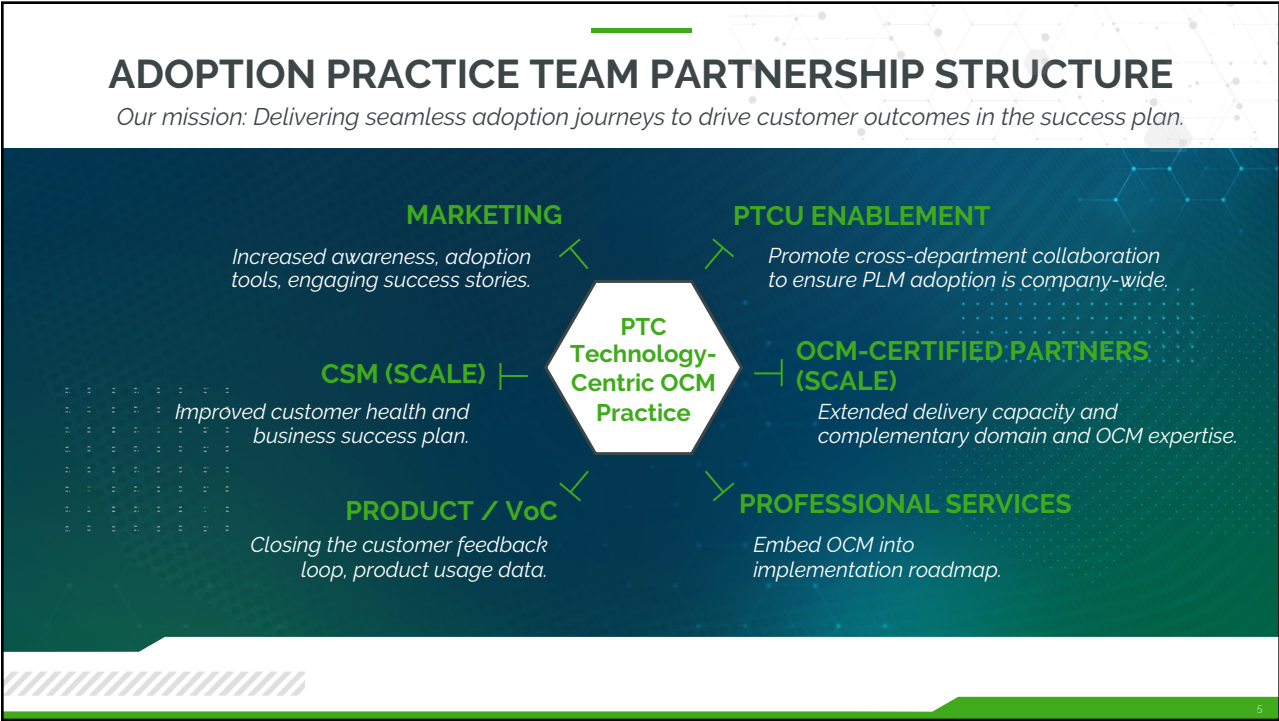 ADOPTION PRACTICE TEAM PARTNERSHIP STRUCTURE
Our mission: Delivering seamless adoption journeys to drive customer outcomes in the success plan.
MARKETING
Increased awareness, adoption
tools, engaging success stories.
PTCU ENABLEMENT
Promote cross-department collaboration
to ensure PLM adoption is company-wide.
CSM (SCALE)
Improved customer health and
business success plan.
PTC
Technology-
Centric OCM
Practice
OCM-CERTIFIED PARTNERS
(SCALE)
Extended delivery capacity and
complementary domain and OCM expertise.
PRODUCT / VoC
Closing the customer feedback
loop, product usage data.
PROFESSIONAL SERVICES
Embed OCM into
implementation roadmap.
5